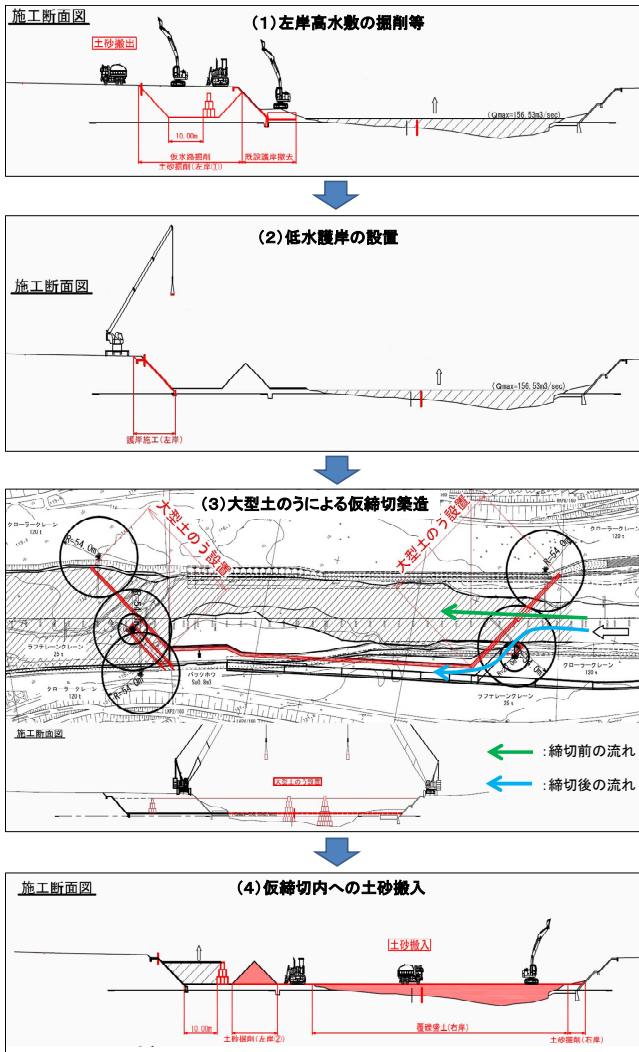 施工断面図
(1)左岸高水敷の掘削等
土砂搬出
(Qmax=156.53m3/sec)
10.00m
仮水路掘削
既設護岸撤去
土砂掘削(左岸①)
(2)低水護岸の設置
施工断面図
(Qmax=156.53m3/sec)
護岸施工(左岸)
(3)大型土のうによる仮締切築造
クローラークレーン
120t
R=54.0m
大型土のう設置
大型土のう設置
R=54.0m
クローラークレーン
120t
ラフテレーンクレーン
25t
クローラークレーン
120t
バックホウ
ラフテレーンクレーン
25t
クローラークレーン
120t
施工断面図
大型土のう設置
:締切前の流れ
:締切後の流れ
施工断面図
(4)仮締切内への土砂搬入
土砂搬入
10.00m
土砂掘削(左岸②)
覆礫盛土(右岸)
土砂掘削(右岸)